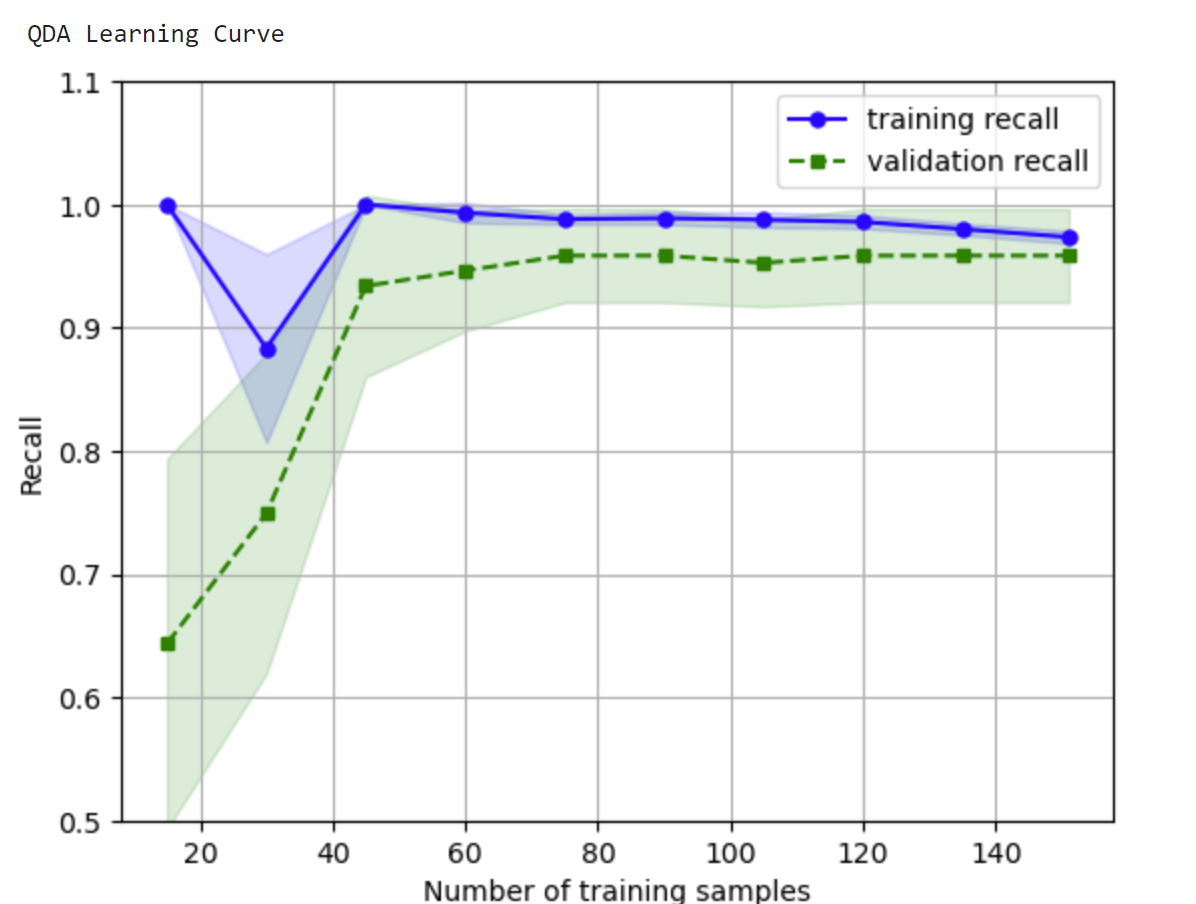 QDA Learning Curve
1.1
training recall
validation recall
1.0
0.9
0.8
0.7
0.6
0.5
Recall
20 40 60 80 100 120 140
Number of training samples